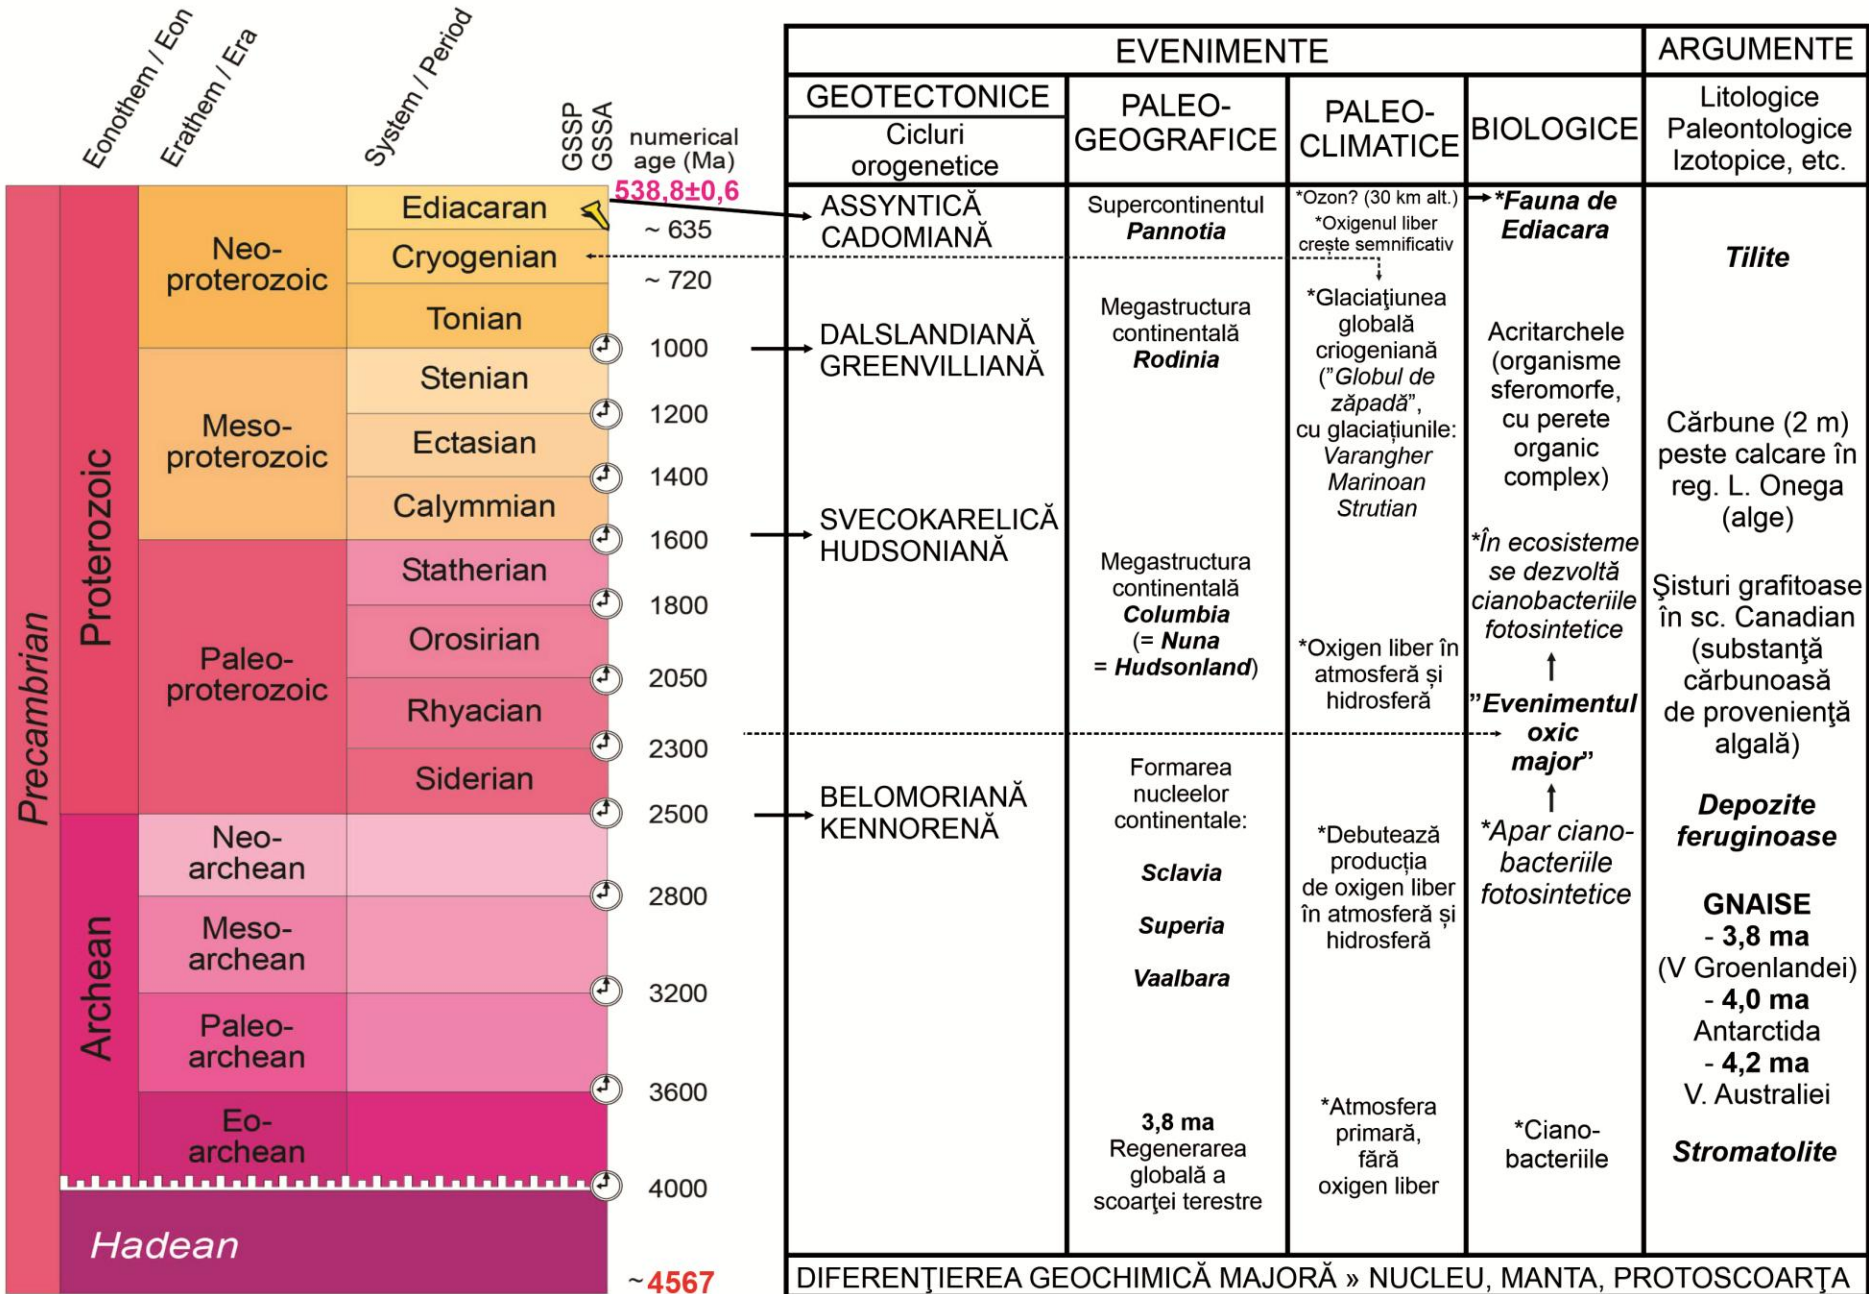 Eonothem / Eon
Erathem / Era
System / Period
GSSP
GSSA
numerical
age (Ma)
538,8±0,6
Precambrian
Proterozoic
Archean
Hadean
Neo-
proterozoic
Meso-
proterozoic
Paleo-
proterozoic
Neo-
archean
Meso-
archean
Paleo-
archean
Eo-
archean
Ediacaran
Cryogenian
Tonian
Stenian
Ectasian
Calymmian
Statherian
Orosirian
Rhyacian
Siderian
~ 635
~ 720
1000
1200
1400
1600
1800
2050
2300
2500
2800
3200
3600
4000
~ 4567
EVENIMENTE
ARGUMENTE
GEOTECTONICE
Cicluri
orogenetice
PALEO-
GEOGRAFICE
PALEO-
CLIMATICE
BIOLOGICE
Litologice
Paleontologice
Izotopice, etc.
ASSYNTICĂ
CADOMIANĂ
DALSLANDIANĂ
GREENVILLIANĂ
SVECOKARELICĂ
HUDSONIANĂ
BELOMORIANĂ
KENNORENĂ
Supercontinentul
Pannotia
Megastructura
continentală
Rodinia
Megastructura
continentală
Columbia
(= Nuna
= Hudsonland)
Formarea
nucleelor
continentale:
Sclavia
Superia
Vaalbara
3,8 ma
Regenerarea
globală a
scoarţei terestre
*Ozon? (30 km alt.)
*Oxigenul liber
crește semnificativ
*Glaciaţiunea
globală
criogeniană
("Globul de
zăpadă",
cu glaciațiunile:
Varangher
Marinoan
Strutian
*Oxigen liber în
atmosferă și
hidrosferă
*Debutează
producția
de oxigen liber
în atmosferă și
hidrosferă
*Atmosfera
primară,
fără
oxigen liber
*Fauna de
Ediacara
Acritarchele
(organisme
sferomorfe,
cu perete
organic
complex)
*În ecosisteme
se dezvoltă
cianobacteriile
fotosintetice
"Evenimentul
oxic
major"
*Apar ciano-
bacteriile
fotosintetice
*Ciano-
bacteriile
Tilite
Cărbune (2 m)
peste calcare în
reg. L. Onega
(alge)
Şisturi grafitoase
în sc. Canadian
(substanţă
cărbunoasă
de provenienţă
algală)
Depozite
feruginoase
GNAISE
- 3,8 ma
(V Groenlandei)
- 4,0 ma
Antarctida
- 4,2 ma
V. Australiei
Stromatolite
DIFERENŢIEREA GEOCHIMICĂ MAJORĂ » NUCLEU, MANTA, PROTOSCOARŢA